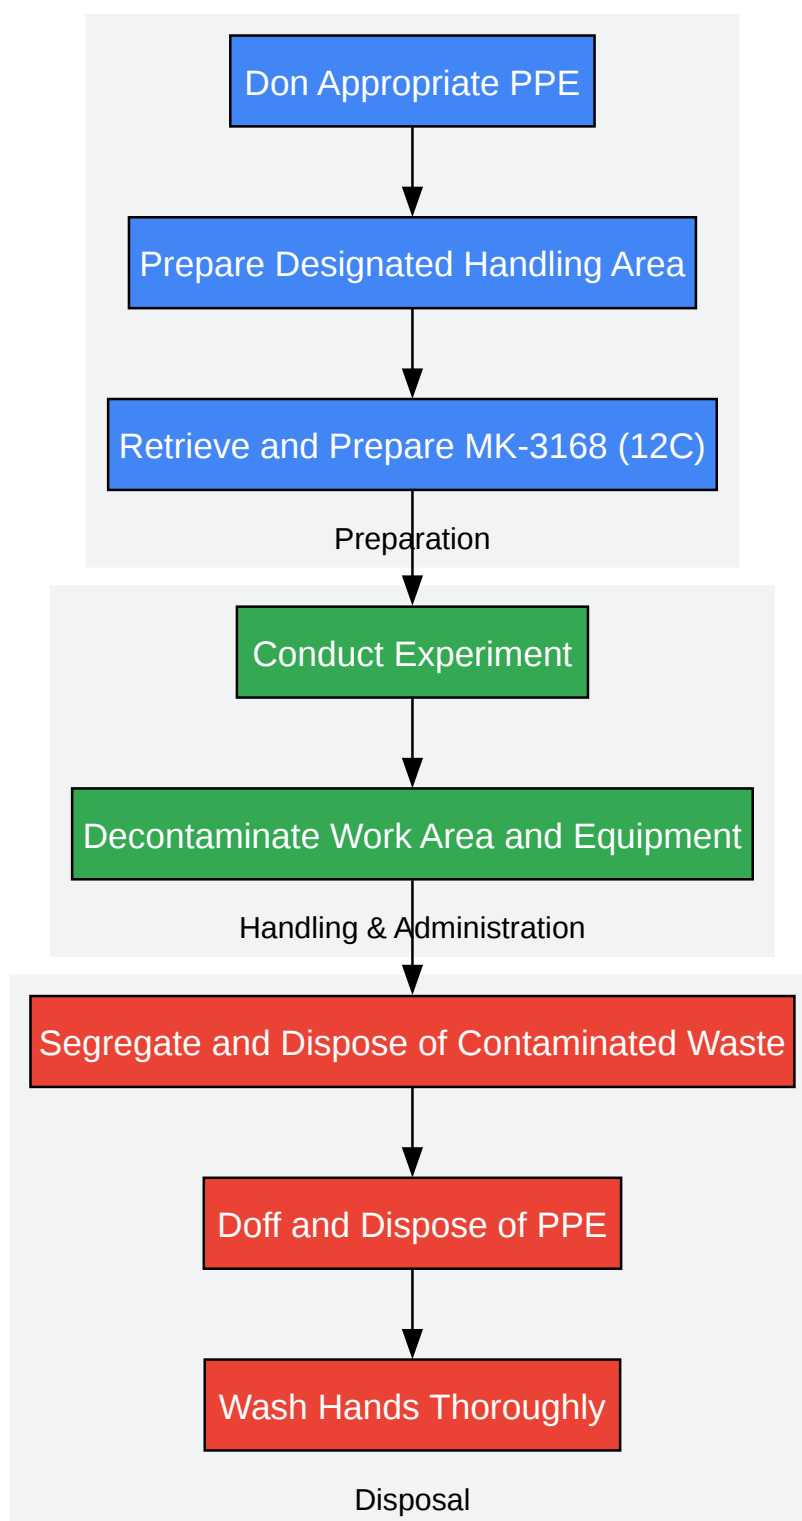 Don Appropriate PPE
Prepare Designated Handling Area
Retrieve and Prepare MK-3168 (12C)
Preparation
Conduct Experiment
Decontaminate Work Area and Equipment
Handling & Administration
Segregate and Dispose of Contaminated Waste
Doff and Dispose of PPE
Wash Hands Thoroughly
Disposal